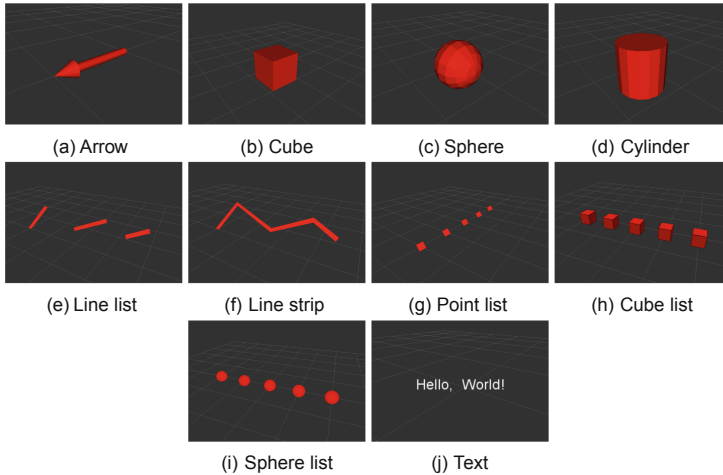 (a) Arrow
(b) Cube
(c) Sphere
(d) Cylinder
(e) Line list
(f) Line strip
(g) Point list
(h) Cube list
Hello, World!
(i) Sphere list
(j) Text